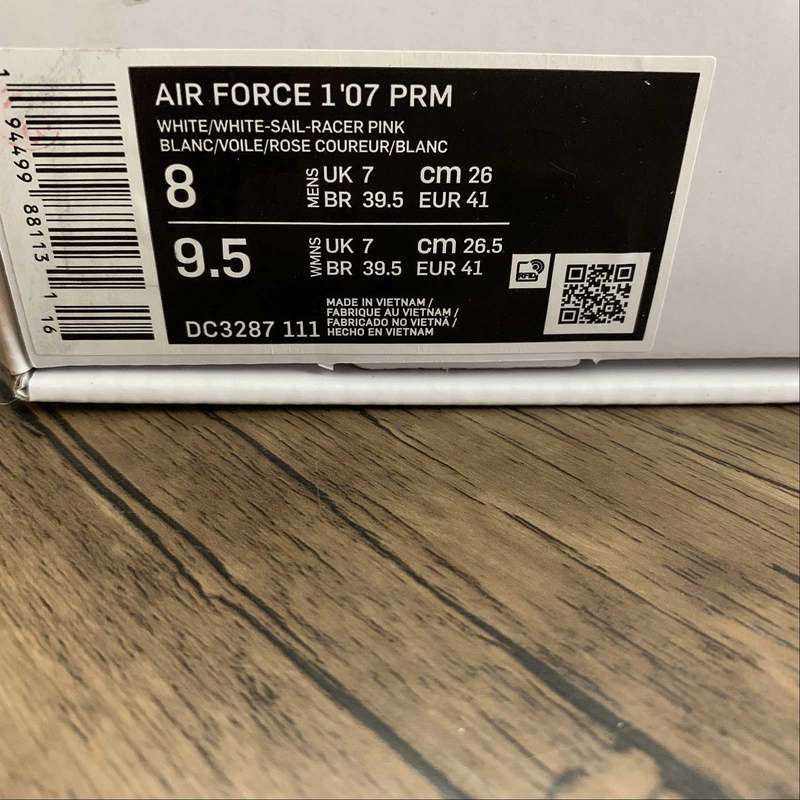 AIR FORCE 1'07 PRM
WHITE/WHITE-SAIL-RACER PINK
BLANC/VOILE/ROSE COUREUR/BLANC
8 MENS UK 7 cm 26
BR 39.5 EUR 41
9.5 WMNS UK 7 cm 26.5
BR 39.5 EUR 41
RFID
MADE IN VIETNAM /
FABRIQUE AU VIETNAM /
FABRICADO NO VIETNÃ /
HECHO EN VIETNAM
DC3287 111
1 94499 88113 1 16